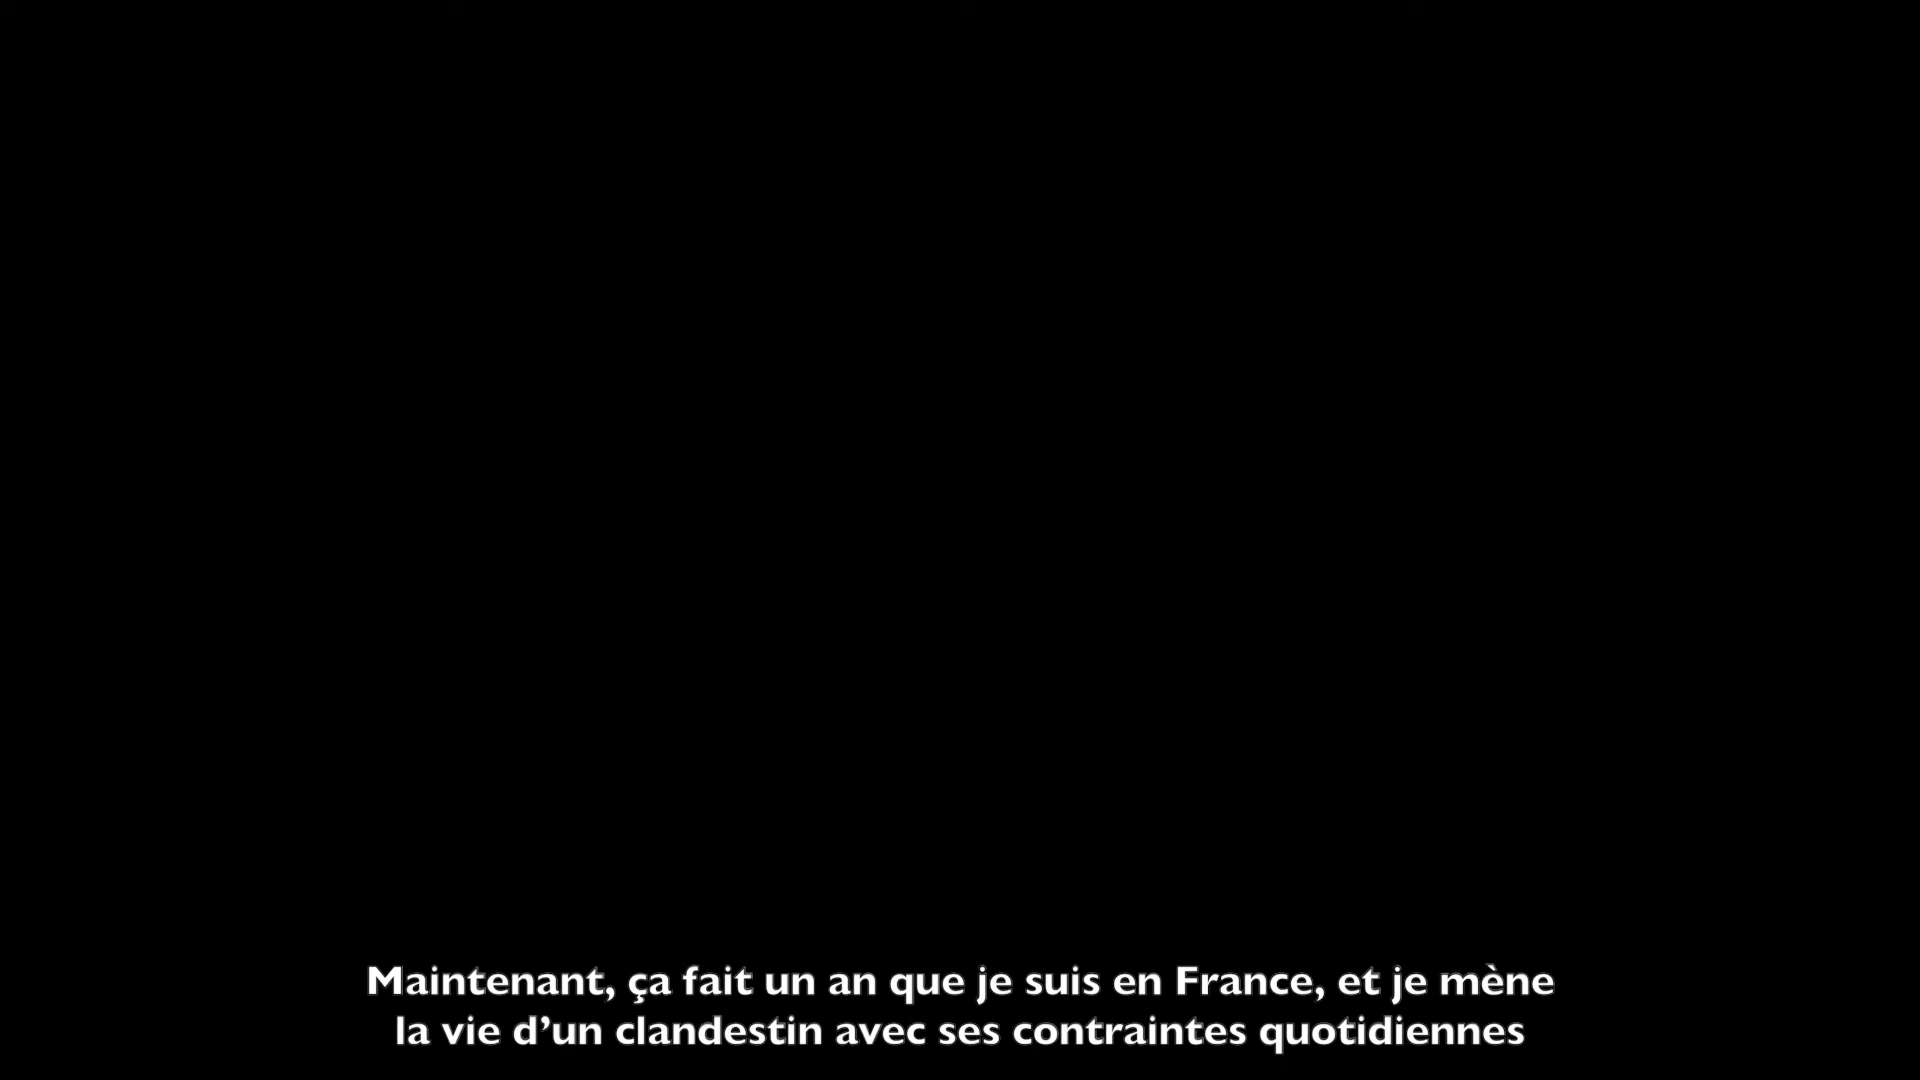 Maintenant, ça fait un an que je suis en France, et je mène
la vie d’un clandestin avec ses contraintes quotidiennes